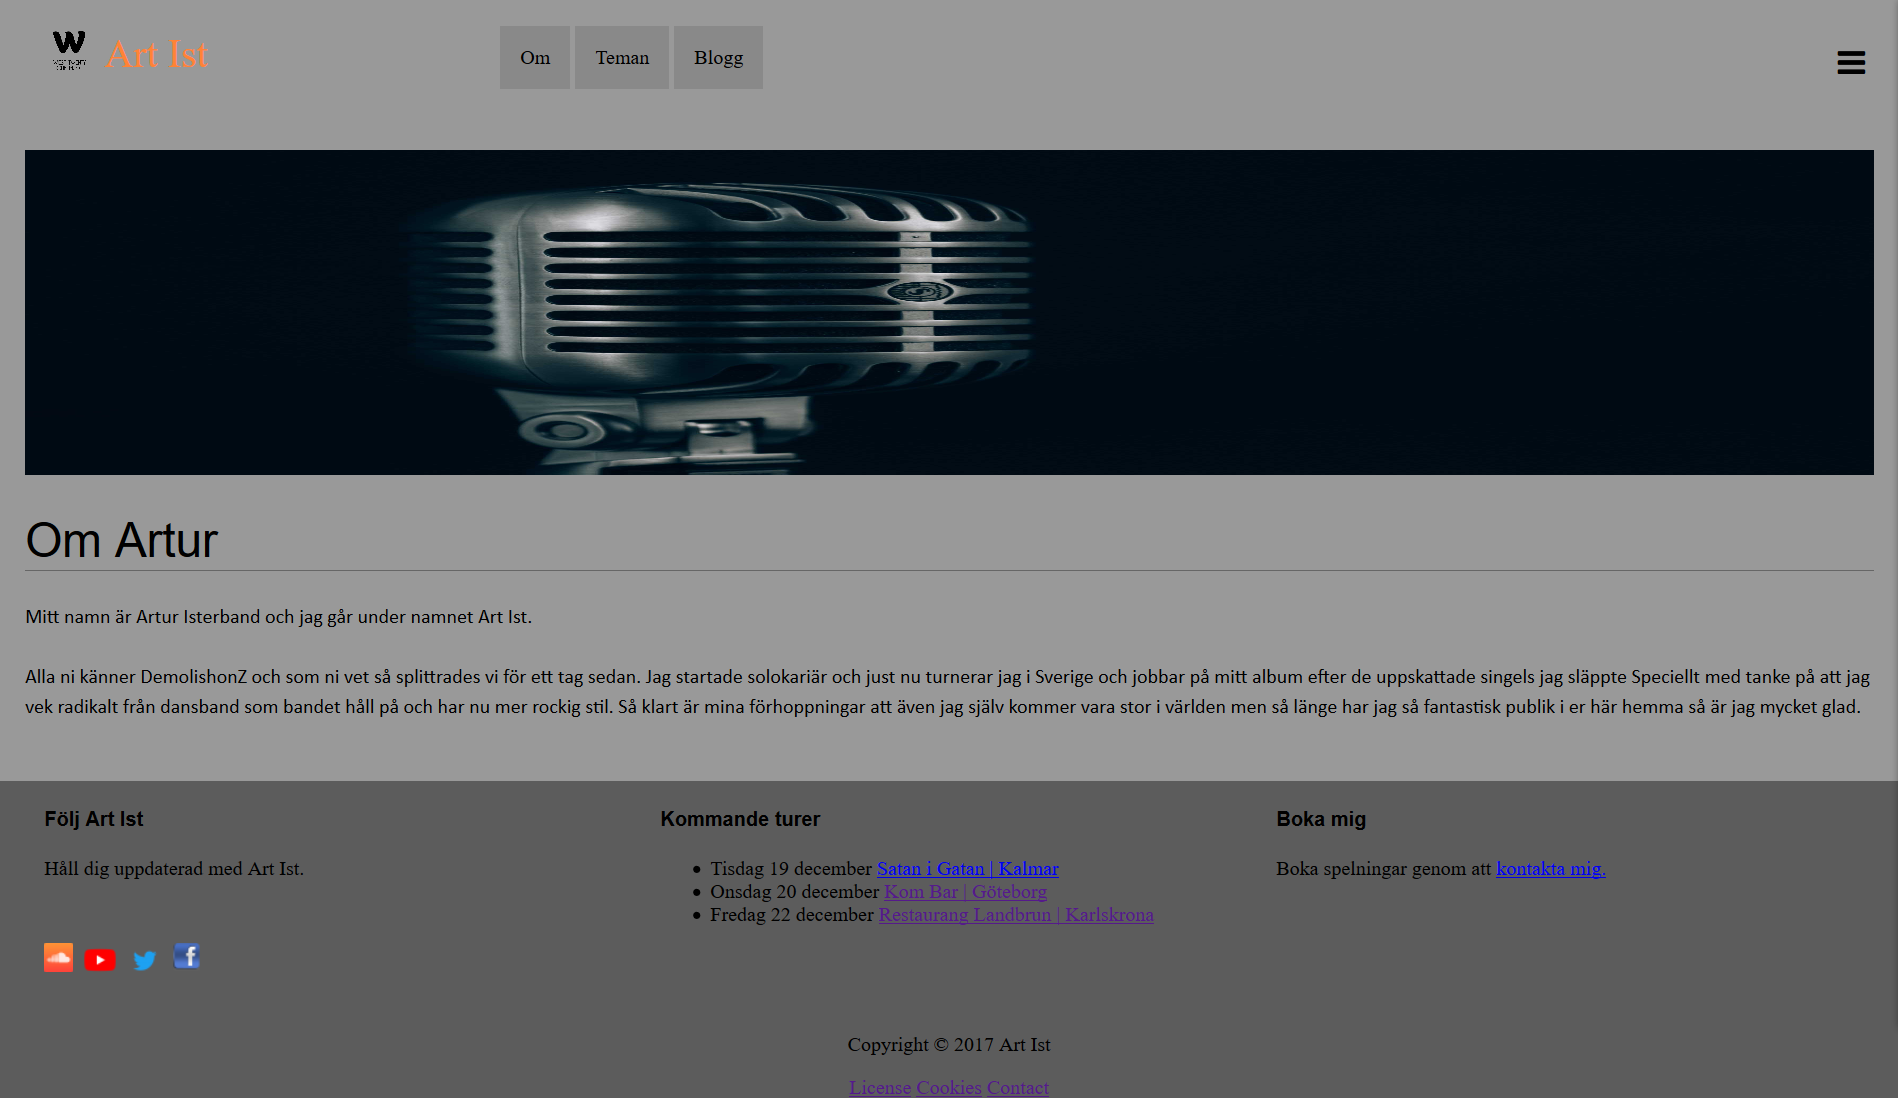 W
Art Ist
Om
Teman
Blogg
Om Artur
Mitt namn är Artur Isterband och jag går under namnet Art Ist.
Alla ni känner DemolishonZ och som ni vet så splittrades vi för ett tag sedan. Jag startade solokariär och just nu turnerar jag i Sverige och jobbar på mitt album efter de uppskattade singels jag släppte Speciellt med tanke på att jag
vek radikalt från dansband som bandet håll på och har nu mer rockig stil. Så klart är mina förhoppningar att även jag själv kommer vara stor i världen men så länge har jag så fantastisk publik i er här hemma så är jag mycket glad.
Följ Art Ist
Håll dig uppdaterad med Art Ist.
Kommande turer
Tisdag 19 december Satan i Gatan | Kalmar
Onsdag 20 december Kom Bar | Göteborg
Fredag 22 december Restaurang Landbrun | Karlskrona
Boka mig
Boka spelningar genom att kontakta mig.
Copyright © 2017 Art Ist
License Cookies Contact